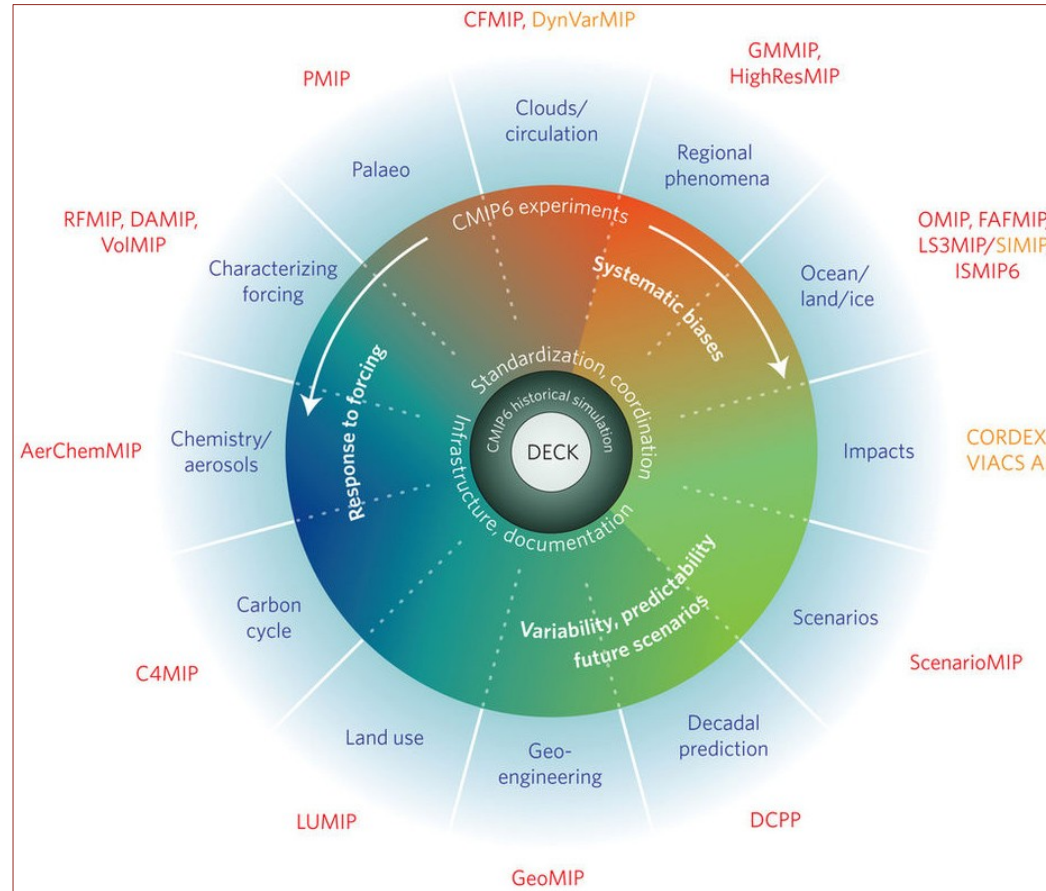 CFMIP, DynVarMIP
GMMIP,
HighResMIP
PMIP
Clouds/
circulation
Regional
phenomena
Palaeo
RFMIP, DAMIP,
VolMIP
OMIP, FAFMIP,
LS3MIP/SIMIP
ISMIP6
Characterizing
forcing
Ocean/
land/ice
CMIP6 experiments
Systematic biases
Response to forcing
Standardization, coordination
CMIP6 historical simulation
DECK
Infrastructure, documentation
Variability, predictability
future scenarios
AerChemMIP
Chemistry/
aerosols
Impacts
CORDEX
VIACS A
Carbon
cycle
Scenarios
C4MIP
ScenarioMIP
Land use
Geo-
engineering
Decadal
prediction
LUMIP
DCPP
GeoMIP